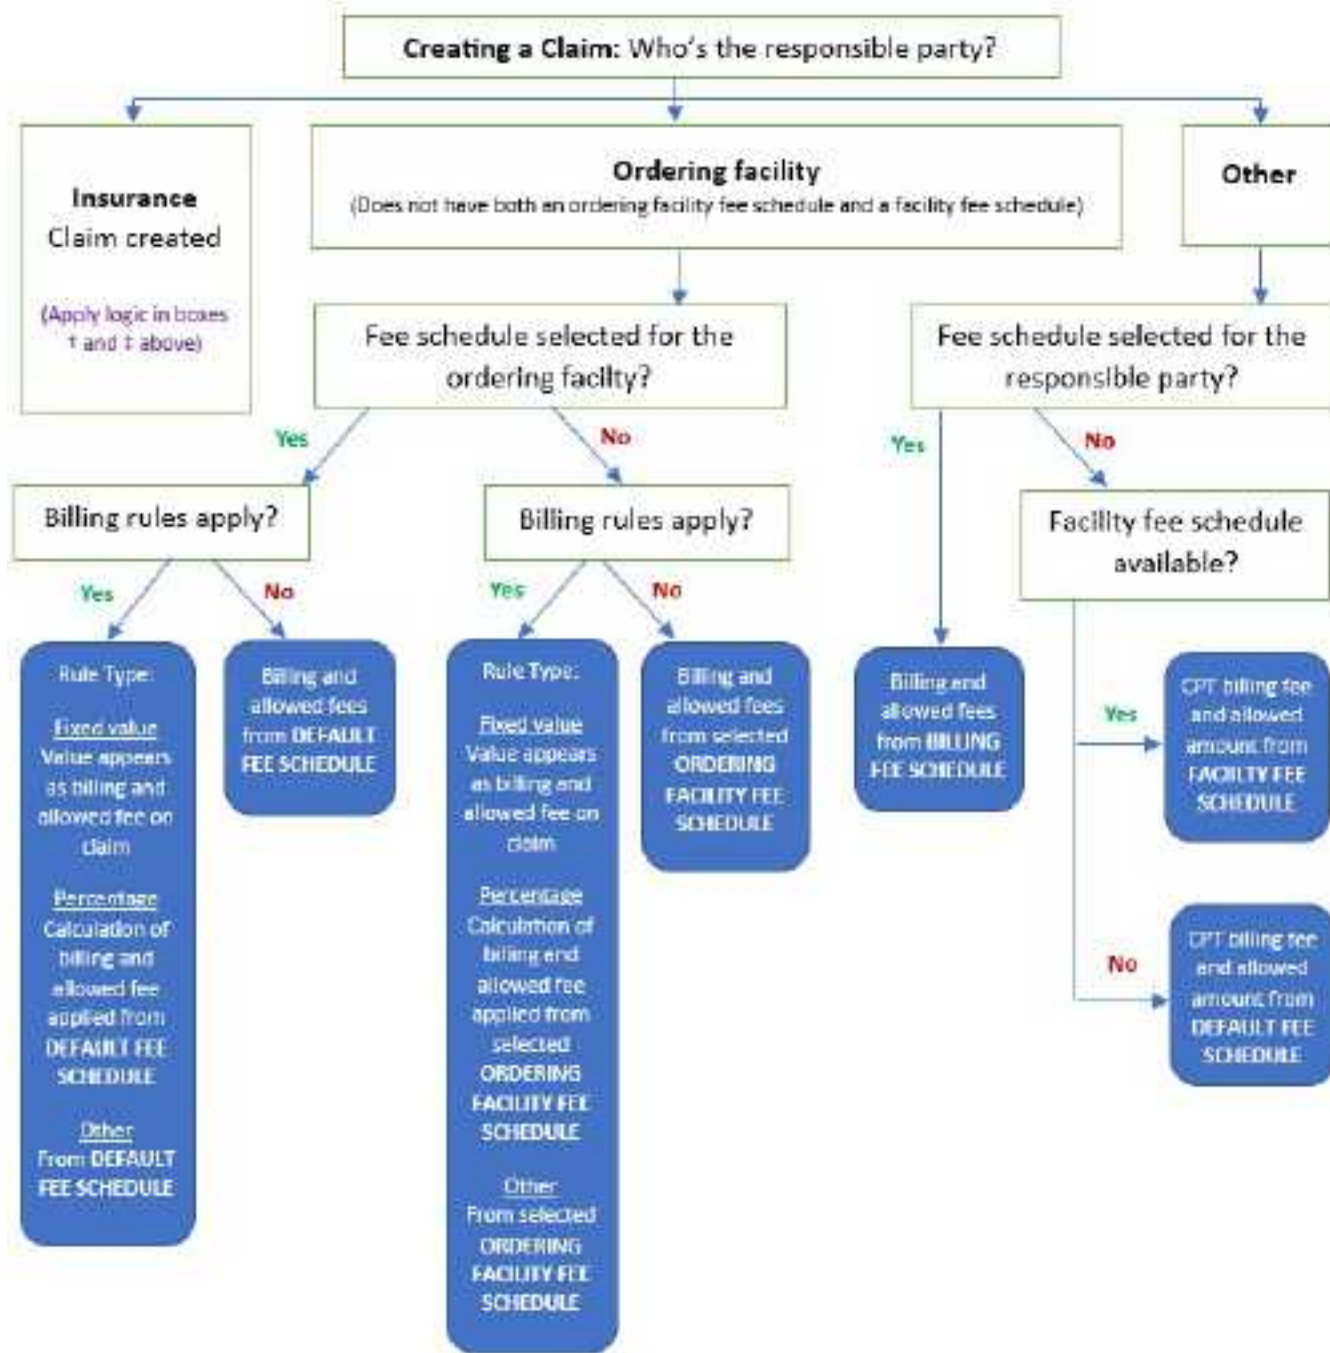 Creating a Claim: Who's the responsible party?
Insurance
Claim created
(Apply logic in boxes
† and ‡ above)
Ordering facility
(Does not have both an ordering facility fee schedule and a facility fee schedule)
Other
Fee schedule selected for the
ordering facilty?
Fee schedule selected for the
responsible party?
Yes
No
Yes
No
Billing rules apply?
Billing rules apply?
Facility fee schedule
available?
Yes
No
Yes
No
Rule Type:
Fixed value
Value appears
as billing and
allowed fee on
claim
Percentage
Calculation of
billing and
allowed fee
applied from
DEFAULT FEE
SCHEDULE
Other
From DEFAULT
FEE SCHEDULE
Billing and
allowed fees
from DEFAULT
FEE SCHEDULE
Rule Type:
Fixed value
Value appears
as billing and
allowed fee on
claim
Percentage
Calculation of
billing and
allowed fee
applied from
selected
ORDERING
FACILITY FEE
SCHEDULE
Other
From selected
ORDERING
FACILITY FEE
SCHEDULE
Billing and
allowed fees
from selected
ORDERING
FACILITY FEE
SCHEDULE
Billing and
allowed fees
from BILLING
FEE SCHEDULE
Yes
CPT billing fee
and allowed
amount from
FACILTY FEE
SCHEDULE
No
CPT billing fee
and allowed
amount from
DEFAULT FEE
SCHEDULE